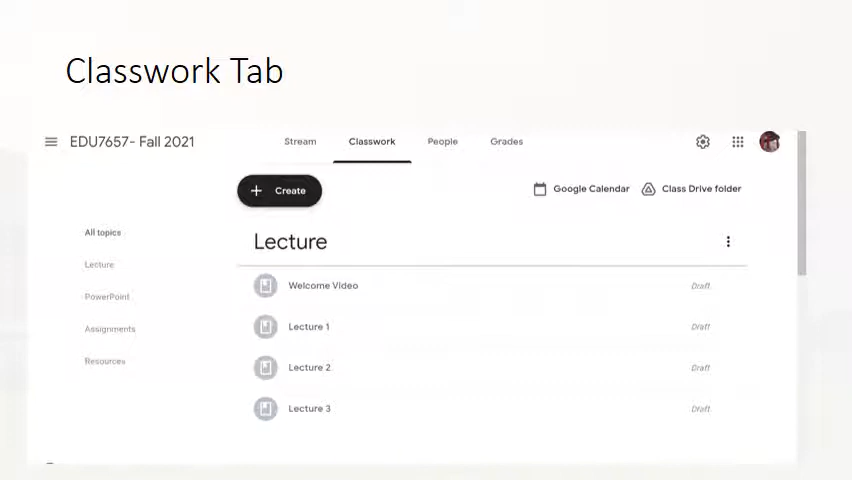 Classwork Tab
EDU7657- Fall 2021
Stream
Classwork
People
Grades
Create
Google Calendar
Class Drive folder
All topics
Lecture
PowerPoint
Assignments
Resources
Lecture
Welcome Video
Draft
Lecture 1
Draft
Lecture 2
Draft
Lecture 3
Draft